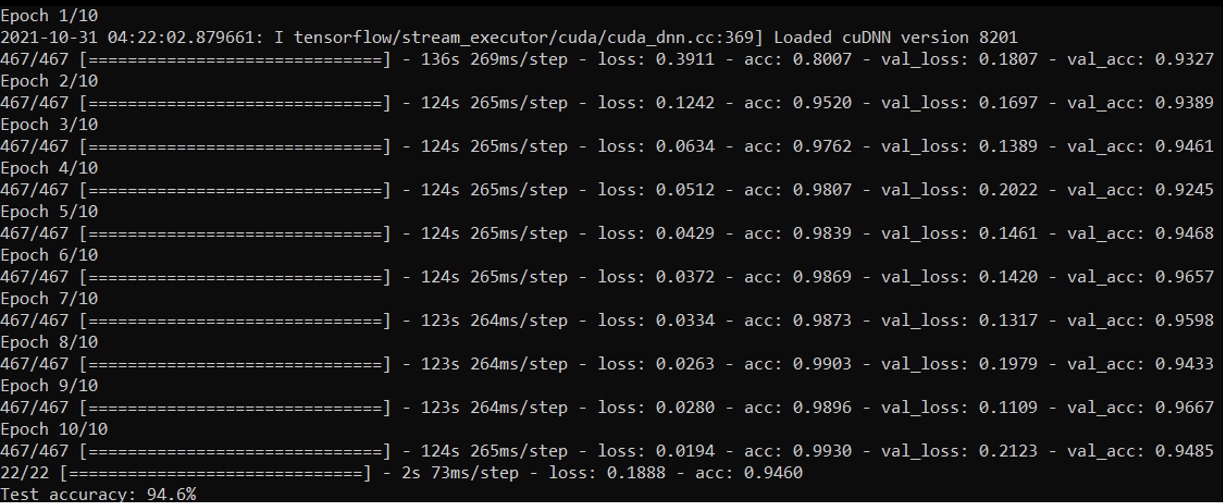 Epoch 1/10
2021-10-31 04:22:02.879661: I tensorflow/stream_executor/cuda/cuda_dnn.cc:369] Loaded cuDNN version 8201
467/467 [==============================] - 136s 269ms/step - loss: 0.3911 - acc: 0.8007 - val_loss: 0.1807 - val_acc: 0.9327
Epoch 2/10
467/467 [==============================] - 124s 265ms/step - loss: 0.1242 - acc: 0.9520 - val_loss: 0.1697 - val_acc: 0.9389
Epoch 3/10
467/467 [==============================] - 124s 265ms/step - loss: 0.0634 - acc: 0.9762 - val_loss: 0.1389 - val_acc: 0.9461
Epoch 4/10
467/467 [==============================] - 124s 265ms/step - loss: 0.0512 - acc: 0.9807 - val_loss: 0.2022 - val_acc: 0.9245
Epoch 5/10
467/467 [==============================] - 124s 265ms/step - loss: 0.0429 - acc: 0.9839 - val_loss: 0.1461 - val_acc: 0.9468
Epoch 6/10
467/467 [==============================] - 124s 265ms/step - loss: 0.0372 - acc: 0.9869 - val_loss: 0.1420 - val_acc: 0.9657
Epoch 7/10
467/467 [==============================] - 123s 264ms/step - loss: 0.0334 - acc: 0.9873 - val_loss: 0.1317 - val_acc: 0.9598
Epoch 8/10
467/467 [==============================] - 123s 264ms/step - loss: 0.0263 - acc: 0.9903 - val_loss: 0.1979 - val_acc: 0.9433
Epoch 9/10
467/467 [==============================] - 123s 264ms/step - loss: 0.0280 - acc: 0.9896 - val_loss: 0.1109 - val_acc: 0.9667
Epoch 10/10
467/467 [==============================] - 124s 265ms/step - loss: 0.0194 - acc: 0.9930 - val_loss: 0.2123 - val_acc: 0.9485
22/22 [==============================] - 2s 73ms/step - loss: 0.1888 - acc: 0.9460
Test accuracy: 94.6%